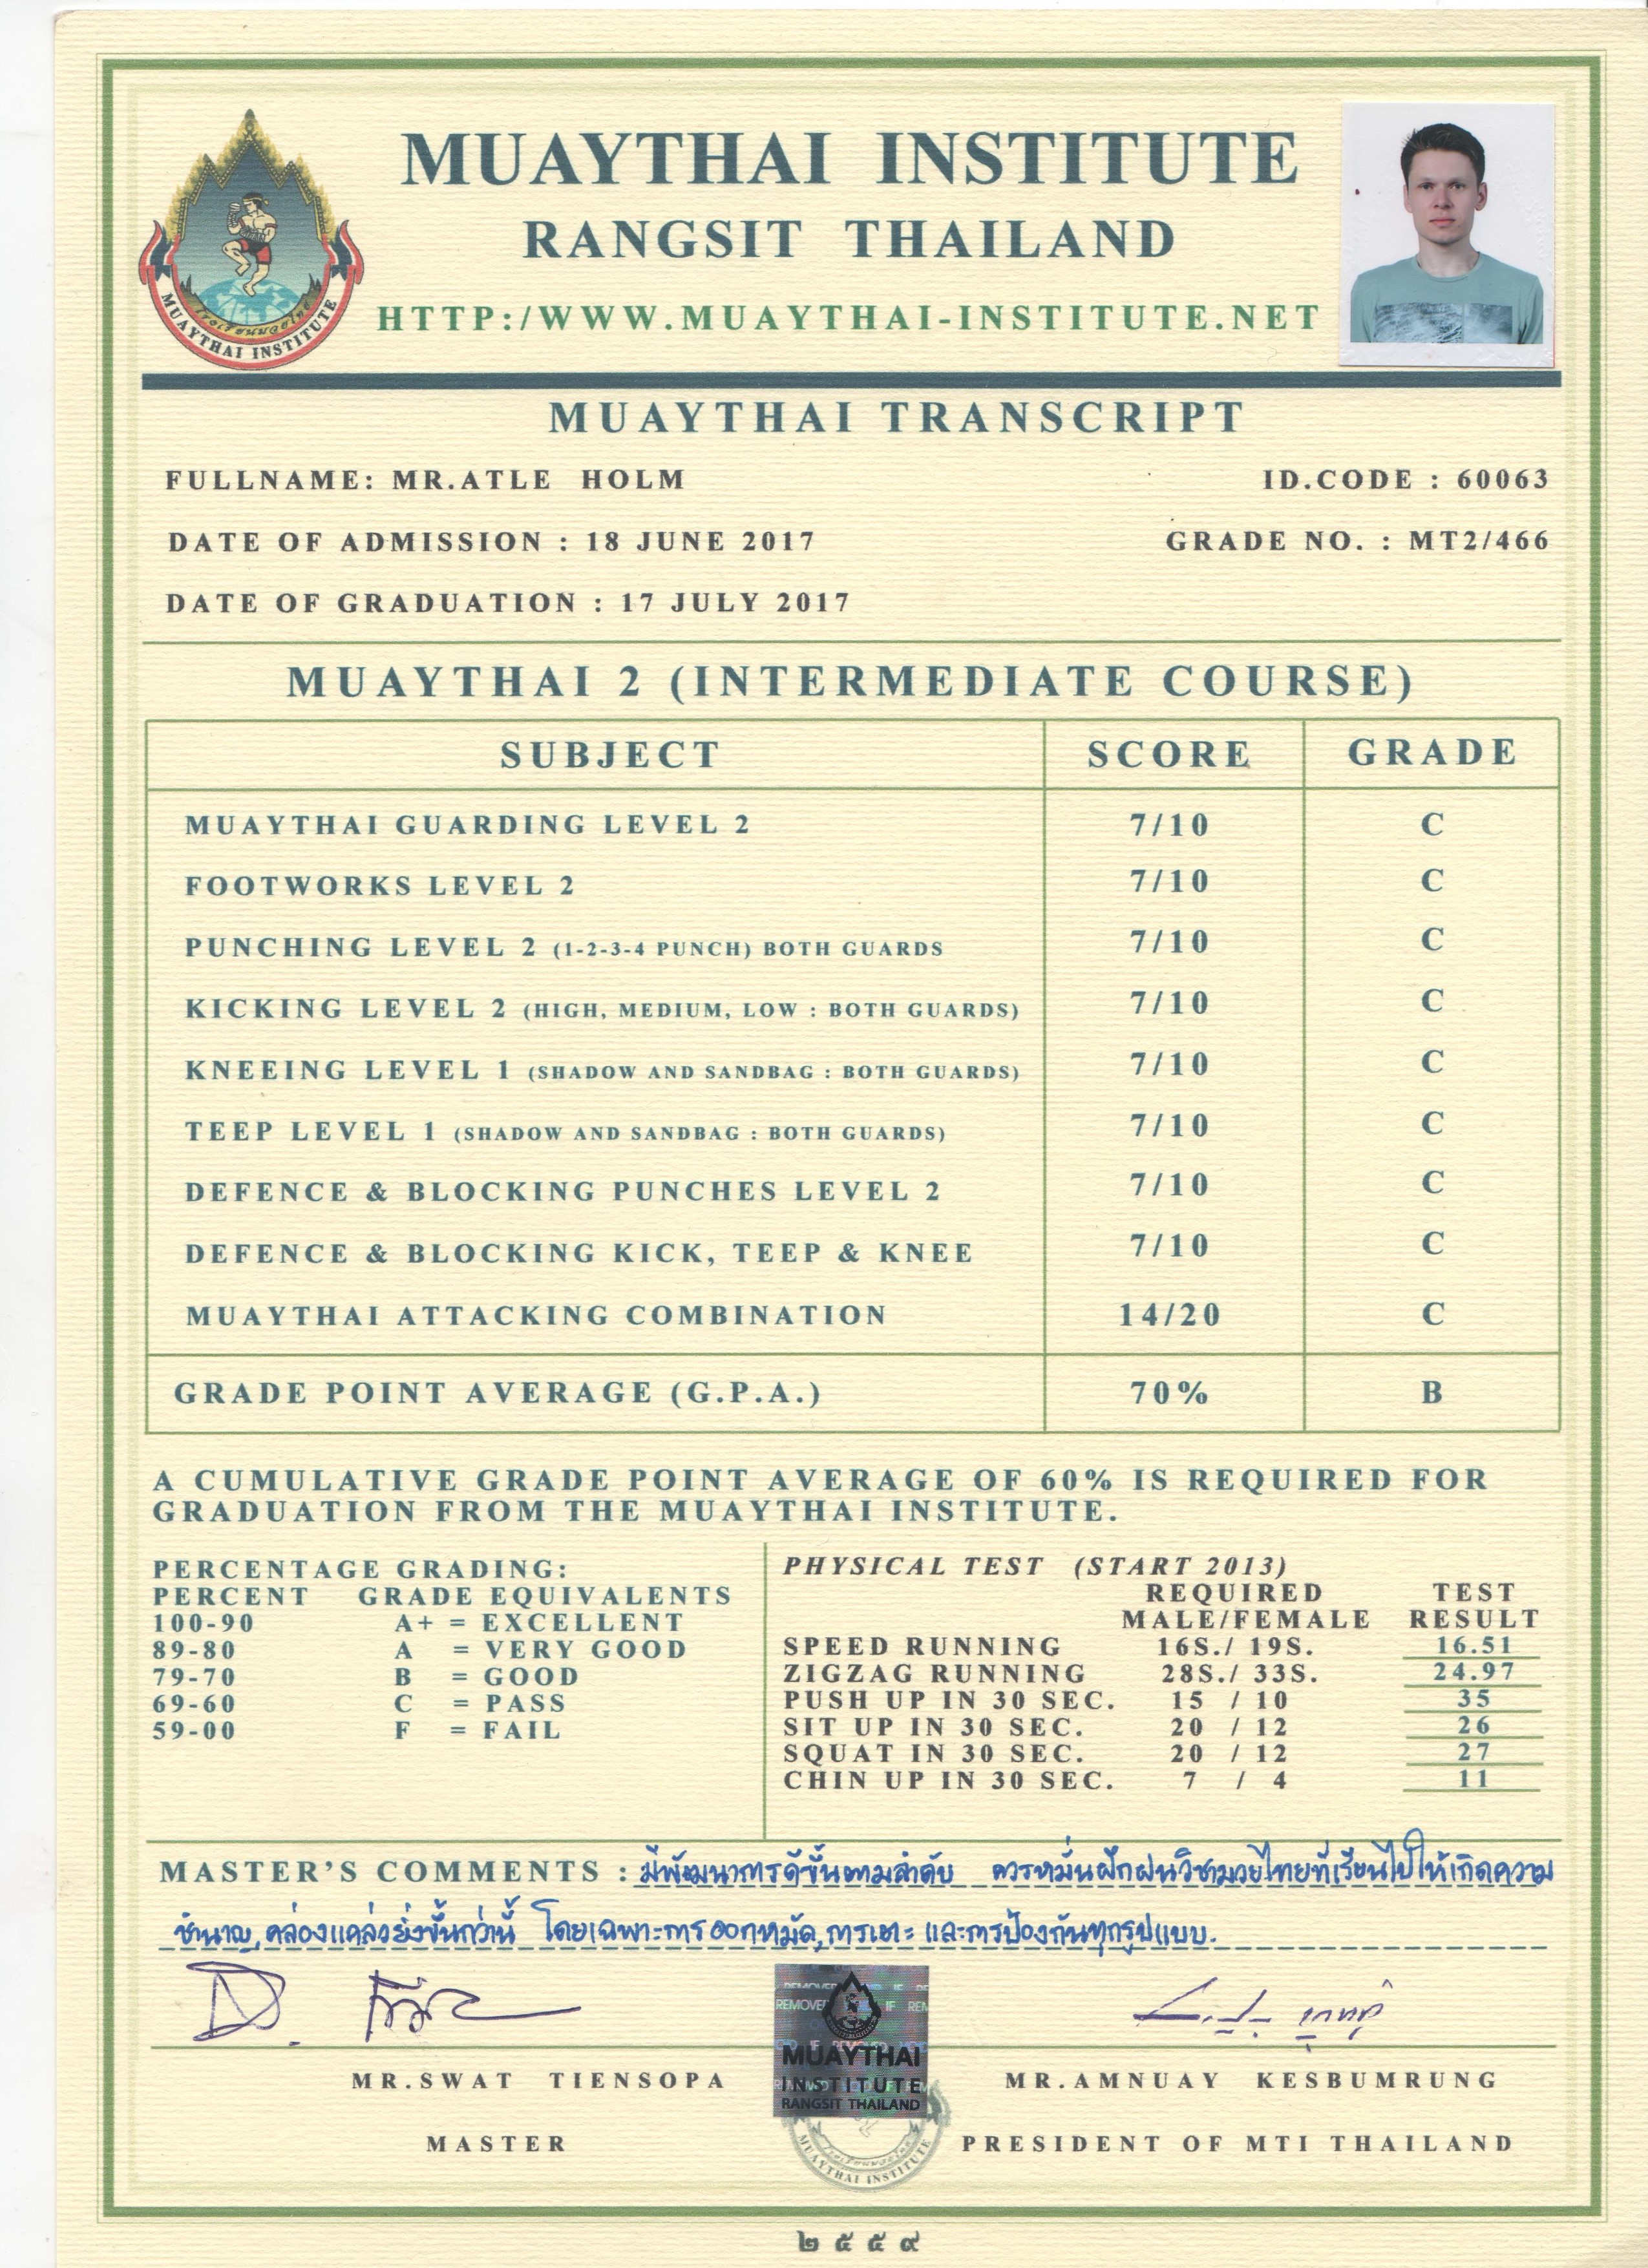 MUAYTHAI INSTITUTE
RANGSIT THAILAND
HTTP:/WWW.MUAYTHAI-INSTITUTE.NET
โรงเรียนมวยไทย
MUAYTHAI INSTITUTE
MUAYTHAI TRANSCRIPT
FULLNAME: MR.ATLE HOLM ID.CODE : 60063
DATE OF ADMISSION : 18 JUNE 2017 GRADE NO. : MT2/466
DATE OF GRADUATION : 17 JULY 2017
MUAYTHAI 2 (INTERMEDIATE COURSE)
SUBJECT SCORE GRADE
MUAYTHAI GUARDING LEVEL 2 7/10 C
FOOTWORKS LEVEL 2 7/10 C
PUNCHING LEVEL 2 (1-2-3-4 PUNCH) BOTH GUARDS 7/10 C
KICKING LEVEL 2 (HIGH, MEDIUM, LOW : BOTH GUARDS) 7/10 C
KNEEING LEVEL 1 (SHADOW AND SANDBAG : BOTH GUARDS) 7/10 C
TEEP LEVEL 1 (SHADOW AND SANDBAG : BOTH GUARDS) 7/10 C
DEFENCE & BLOCKING PUNCHES LEVEL 2 7/10 C
DEFENCE & BLOCKING KICK, TEEP & KNEE 7/10 C
MUAYTHAI ATTACKING COMBINATION 14/20 C
GRADE POINT AVERAGE (G.P.A.) 70% B
A CUMULATIVE GRADE POINT AVERAGE OF 60% IS REQUIRED FOR
GRADUATION FROM THE MUAYTHAI INSTITUTE.
PERCENTAGE GRADING:
PERCENT GRADE EQUIVALENTS
100-90 A+ = EXCELLENT
89-80 A = VERY GOOD
79-70 B = GOOD
69-60 C = PASS
59-00 F = FAIL
PHYSICAL TEST (START 2013)
REQUIRED TEST
MALE/FEMALE RESULT
SPEED RUNNING 16S./ 19S. 16.51
ZIGZAG RUNNING 28S./ 33S. 24.97
PUSH UP IN 30 SEC. 15 / 10 35
SIT UP IN 30 SEC. 20 / 12 26
SQUAT IN 30 SEC. 20 / 12 27
CHIN UP IN 30 SEC. 7 / 4 11
MASTER'S COMMENTS : มีพัฒนาการดีขึ้นตามลำดับ ควรหมั่นฝึกฝนวิชามวยไทยที่เรียนไปให้เกิดความ
ชำนาญ, คล่องแคล่วยิ่งขึ้นกว่านี้ โดยเฉพาะการออกหมัด, การเตะ และการป้องกันทุกรูปแบบ.
MUAYTHAI
INSTITUTE
RANGSIT THAILAND
MR.SWAT TIENSOPA MR.AMNUAY KESBUMRUNG
MASTER PRESIDENT OF MTI THAILAND
MUAYTHAI INSTITUTE
๒๕๕๙